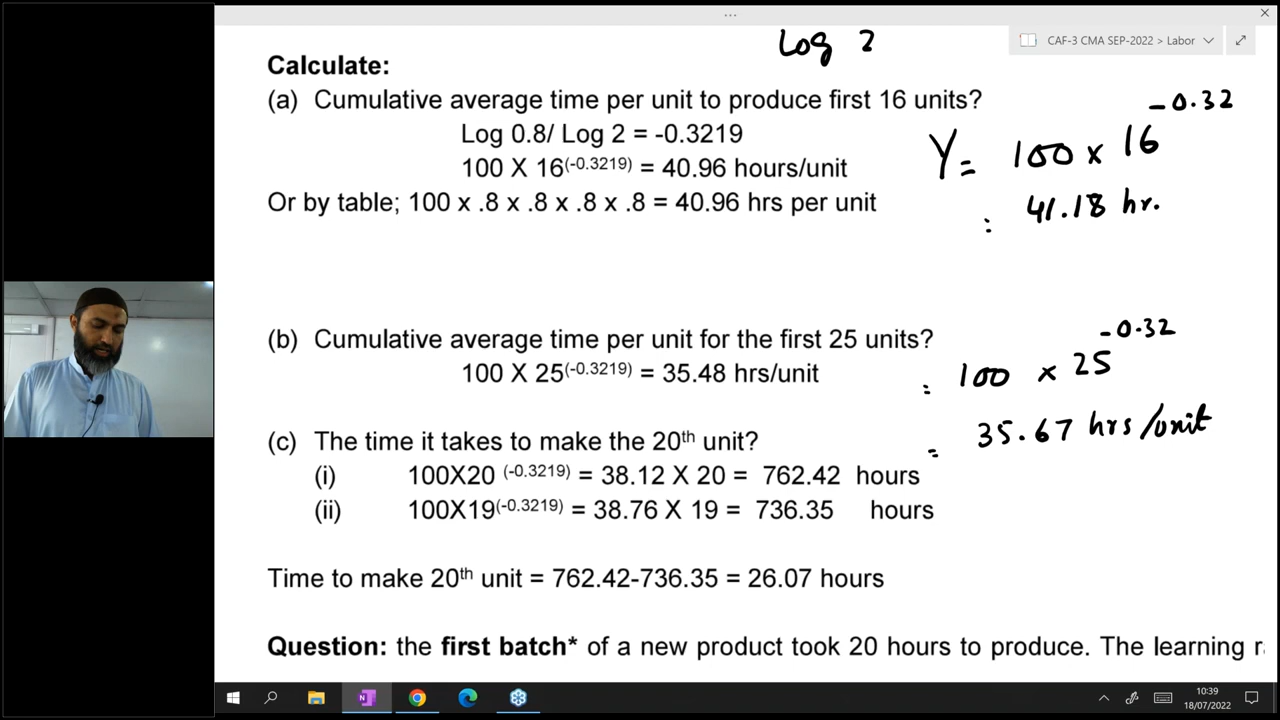 CAF-3 CMA SEP-2022 > Labor
Log 2
Calculate:
(a) Cumulative average time per unit to produce first 16 units?
Log 0.8/ Log 2 = -0.3219
100 X 16(-0.3219) = 40.96 hours/unit
Or by table; 100 x .8 x .8 x .8 x .8 = 40.96 hrs per unit
Y = 100 x 16 -0.32
: 41.18 hr.
(b) Cumulative average time per unit for the first 25 units?
100 X 25(-0.3219) = 35.48 hrs/unit
= 100 x 25 -0.32
= 35.67 hrs/unit
(c) The time it takes to make the 20th unit?
(i) 100X20 (-0.3219) = 38.12 X 20 = 762.42 hours
(ii) 100X19(-0.3219) = 38.76 X 19 = 736.35 hours
Time to make 20th unit = 762.42-736.35 = 26.07 hours
Question: the first batch* of a new product took 20 hours to produce. The learning
10:39
18/07/2022